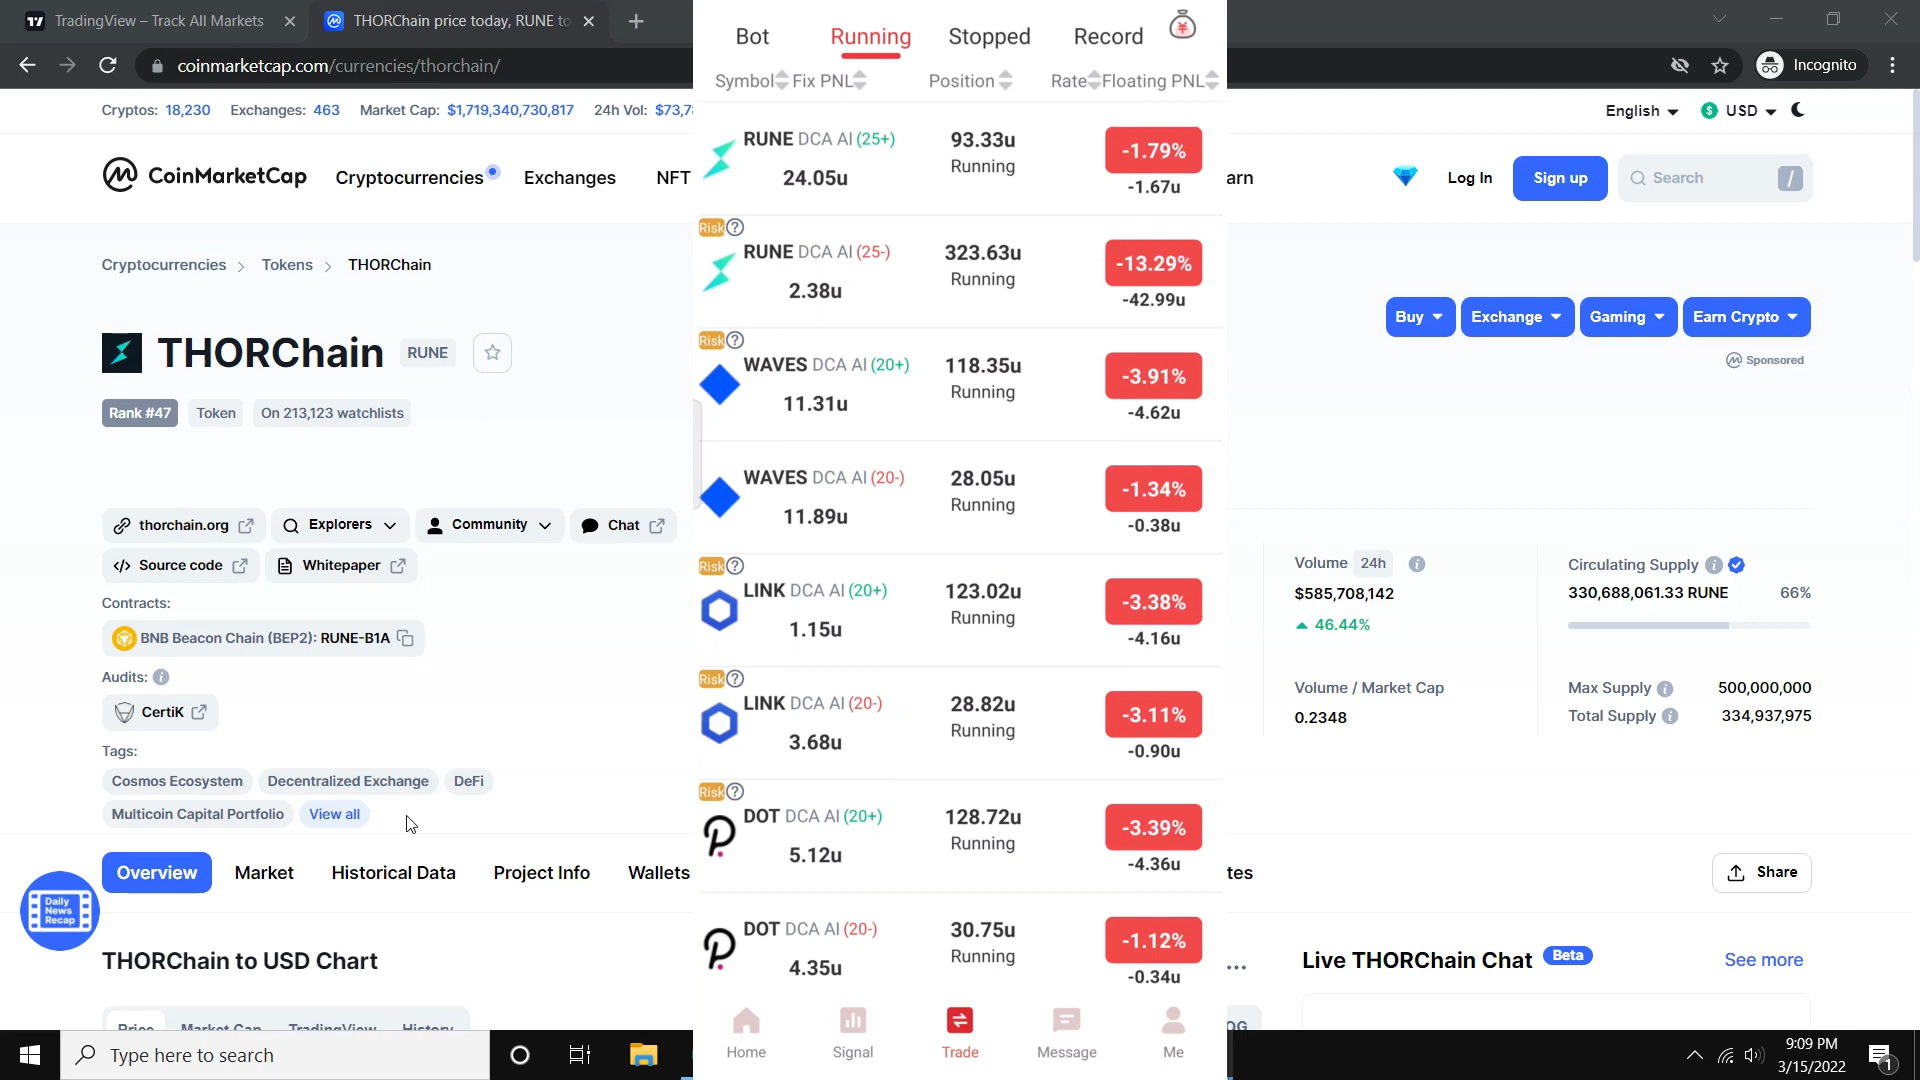 TradingView – Track All Markets
THORChain price today, RUNE to
coinmarketcap.com/currencies/thorchain/
Incognito
Cryptos: 18,230 Exchanges: 463 Market Cap: $1,719,340,730,817 24h Vol: $73,7
English
USD
CoinMarketCap
Cryptocurrencies
Exchanges
NFT
arn
Log In
Sign up
Search
/
Cryptocurrencies > Tokens > THORChain
THORChain
RUNE
Rank #47
Token
On 213,123 watchlists
thorchain.org
Explorers
Community
Chat
Source code
Whitepaper
Contracts:
BNB Beacon Chain (BEP2): RUNE-B1A
Audits:
CertiK
Tags:
Cosmos Ecosystem
Decentralized Exchange
DeFi
Multicoin Capital Portfolio
View all
Overview
Market
Historical Data
Project Info
Wallets
tes
Share
Daily
News
Recap
THORChain to USD Chart
Price
Market Cap
TradingView
History
OG
Buy
Exchange
Gaming
Earn Crypto
Sponsored
Volume 24h
$585,708,142
46.44%
Volume / Market Cap
0.2348
Circulating Supply
330,688,061.33 RUNE
66%
Max Supply
500,000,000
Total Supply
334,937,975
Live THORChain Chat
Beta
See more
Bot
Running
Stopped
Record
¥
Symbol
Fix PNL
Position
Rate
Floating PNL
RUNE DCA AI (25+)
24.05u
93.33u
Running
-1.79%
-1.67u
Risk ?
RUNE DCA AI (25-)
2.38u
323.63u
Running
-13.29%
-42.99u
Risk ?
WAVES DCA AI (20+)
11.31u
118.35u
Running
-3.91%
-4.62u
WAVES DCA AI (20-)
11.89u
28.05u
Running
-1.34%
-0.38u
Risk ?
LINK DCA AI (20+)
1.15u
123.02u
Running
-3.38%
-4.16u
Risk ?
LINK DCA AI (20-)
3.68u
28.82u
Running
-3.11%
-0.90u
Risk ?
DOT DCA AI (20+)
5.12u
128.72u
Running
-3.39%
-4.36u
DOT DCA AI (20-)
4.35u
30.75u
Running
-1.12%
-0.34u
Home
Signal
Trade
Message
Me
Type here to search
9:09 PM
3/15/2022
1